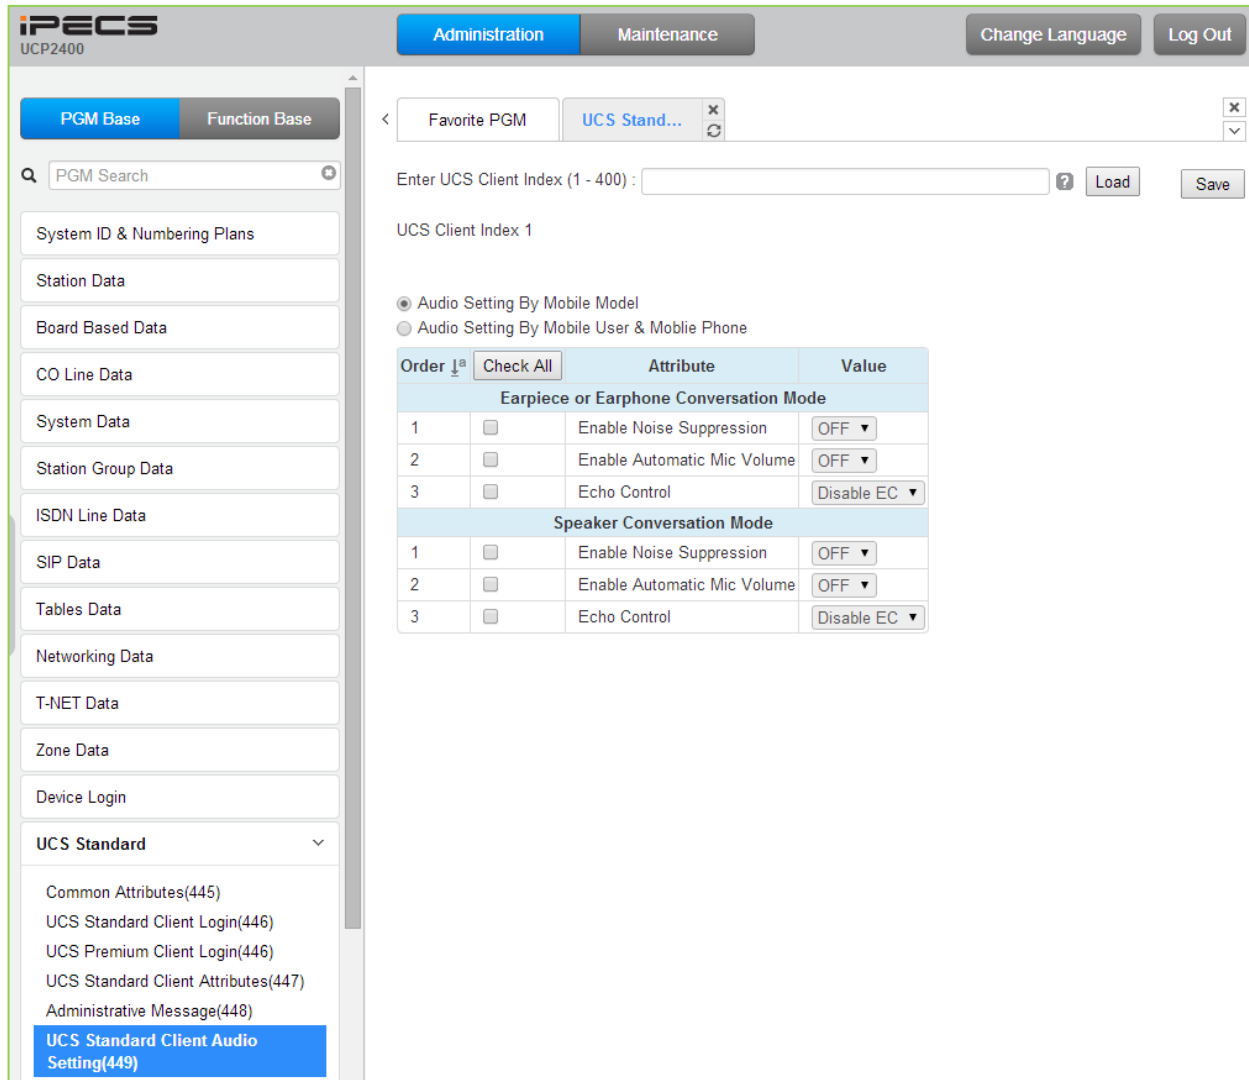 iPECS
UCP2400
Administration
Maintenance
Change Language
Log Out
PGM Base
Function Base
PGM Search
System ID & Numbering Plans
Station Data
Board Based Data
CO Line Data
System Data
Station Group Data
ISDN Line Data
SIP Data
Tables Data
Networking Data
T-NET Data
Zone Data
Device Login
UCS Standard
Common Attributes(445)
UCS Standard Client Login(446)
UCS Premium Client Login(446)
UCS Standard Client Attributes(447)
Administrative Message(448)
UCS Standard Client Audio
Setting(449)
Favorite PGM
UCS Stand...
Enter UCS Client Index (1 - 400) :
Load
Save
UCS Client Index 1
Audio Setting By Mobile Model
Audio Setting By Mobile User & Moblie Phone
Order Check All Attribute Value
Earpiece or Earphone Conversation Mode
1 Enable Noise Suppression OFF
2 Enable Automatic Mic Volume OFF
3 Echo Control Disable EC
Speaker Conversation Mode
1 Enable Noise Suppression OFF
2 Enable Automatic Mic Volume OFF
3 Echo Control Disable EC